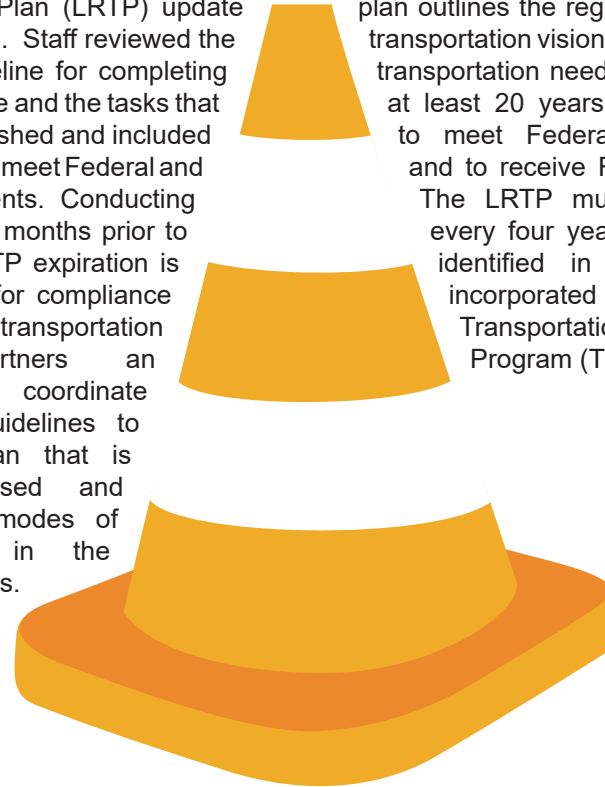 Plan (LRTP) update
. Staff reviewed the
eline for completing
e and the tasks that
shed and included
meet Federal and
nts. Conducting
months prior to
TP expiration is
for compliance
transportation
rtners an
coordinate
uidelines to
an that is
sed and
modes of
in the
s.
plan outlines the reg
transportation vision
transportation need
at least 20 years
to meet Federa
and to receive F
The LRTP mu
every four yea
identified in
incorporated
Transportatio
Program (T